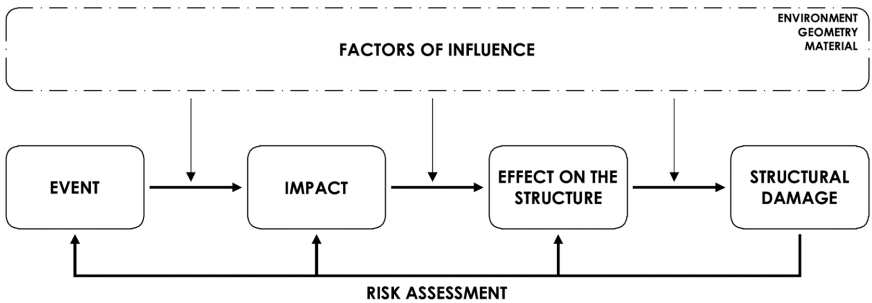 ENVIRONMENT
GEOMETRY
MATERIAL
FACTORS OF INFLUENCE
EVENT
IMPACT
EFFECT ON THE
STRUCTURE
STRUCTURAL
DAMAGE
RISK ASSESSMENT